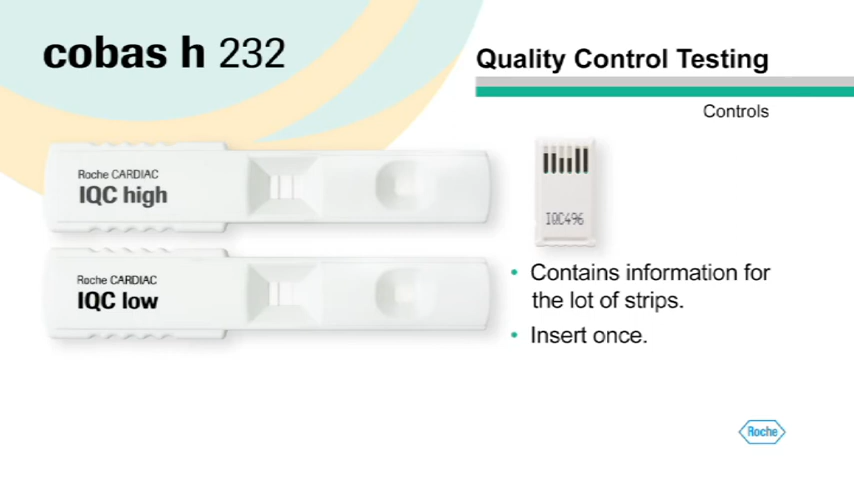 cobas h 232
Quality Control Testing
Controls
Roche CARDIAC
IQC high
IQC496
Roche CARDIAC
IQC low
• Contains information for
the lot of strips.
• Insert once.
Roche